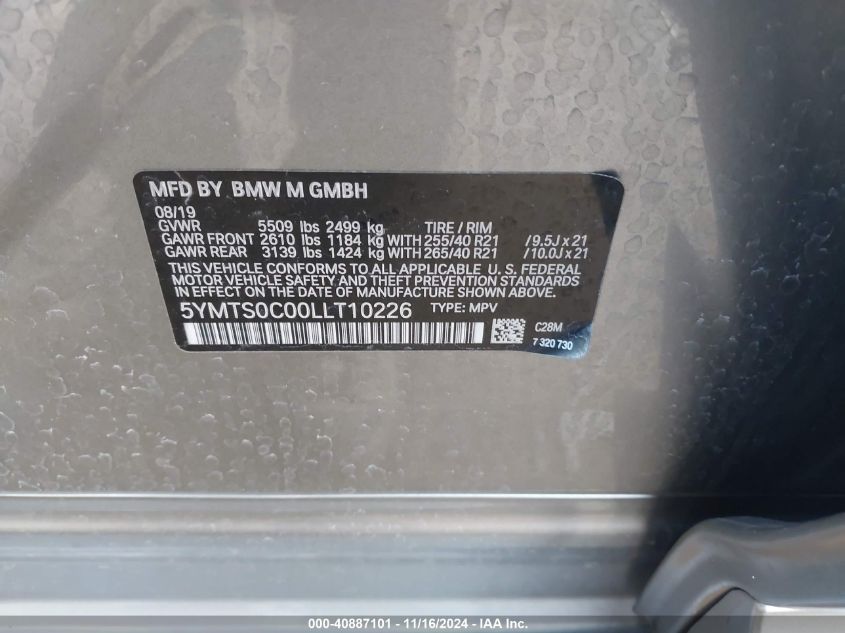 MFD BY BMW M GMBH
08/19
GVWR 5509 lbs 2499 kg TIRE / RIM
GAWR FRONT 2610 lbs 1184 kg WITH 255/40 R21 /9.5J x 21
GAWR REAR 3139 lbs 1424 kg WITH 265/40 R21 /10.0J x 21
THIS VEHICLE CONFORMS TO ALL APPLICABLE U. S. FEDERAL
MOTOR VEHICLE SAFETY AND THEFT PREVENTION STANDARDS
IN EFFECT ON THE DATE OF MANUFACTURE SHOWN ABOVE.
5YMTS0C00LLT10226 TYPE: MPV
C28M
7 320 730
000-40887101 - 11/16/2024 - IAA Inc.